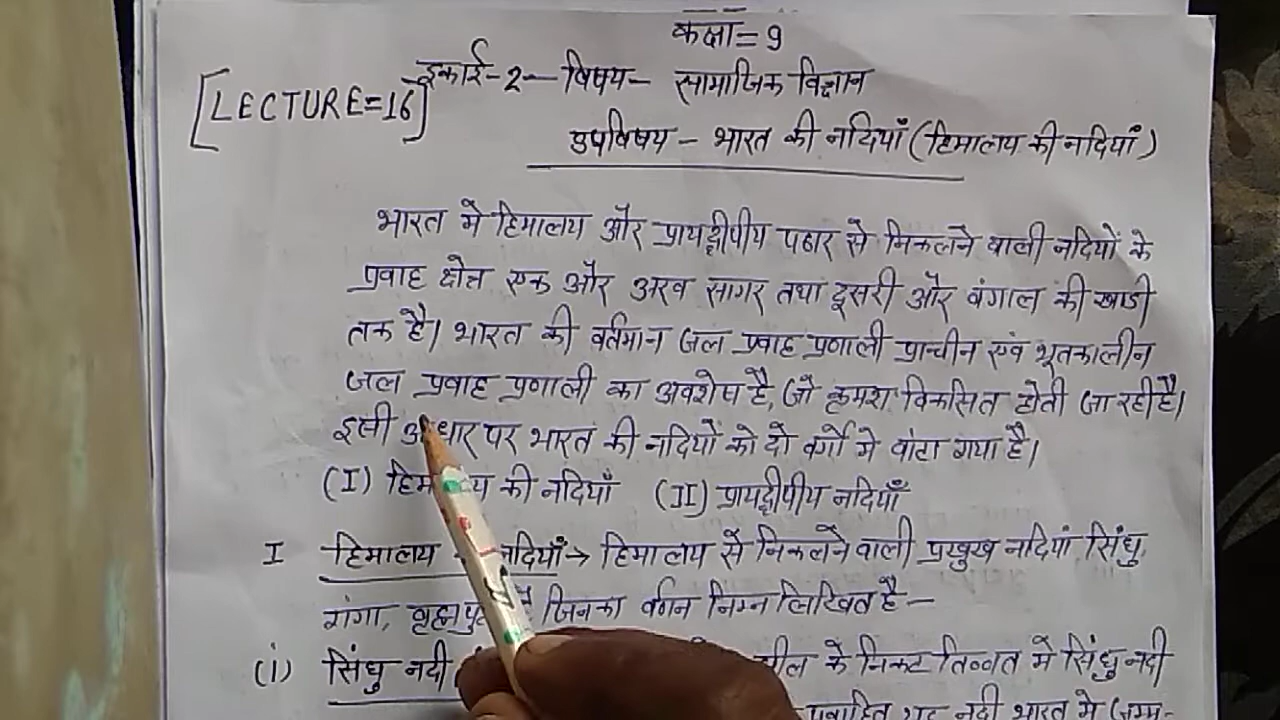 कक्षा = 9
[LECTURE=16] इकाई-2 — विषय - सामाजिक विज्ञान
उपविषय - भारत की नदियाँ (हिमालय की नदियाँ)
भारत मे हिमालय और प्रायद्वीपीय पठार से निकलने वाली नदियों के
प्रवाह क्षेत्र एक और अरब सागर तथा दूसरी और बंगाल की खाडी
तक है। भारत की वर्तमान जल प्रवाह प्रणाली प्राचीन एवं भूतकालीन
जल प्रवाह प्रणाली का अवशेष है, जो क्रमश विकसित होती जा रही है।
इसी आधार पर भारत की नदियों को दो वर्गो मे बांटा गया है।
(I) हिमालय की नदियाँ (II) प्रायद्वीपीय नदियाँ
I हिमालय नदियाँ → हिमालय से निकलने वाली प्रमुख नदियां सिंधु,
गंगा, जिनका वर्णन निम्न लिखित है —
(i) सिंधु नदी के निकट तिब्बत मे सिंधु नदी
प्रवाहित यह नदी भारत मे जम्म-